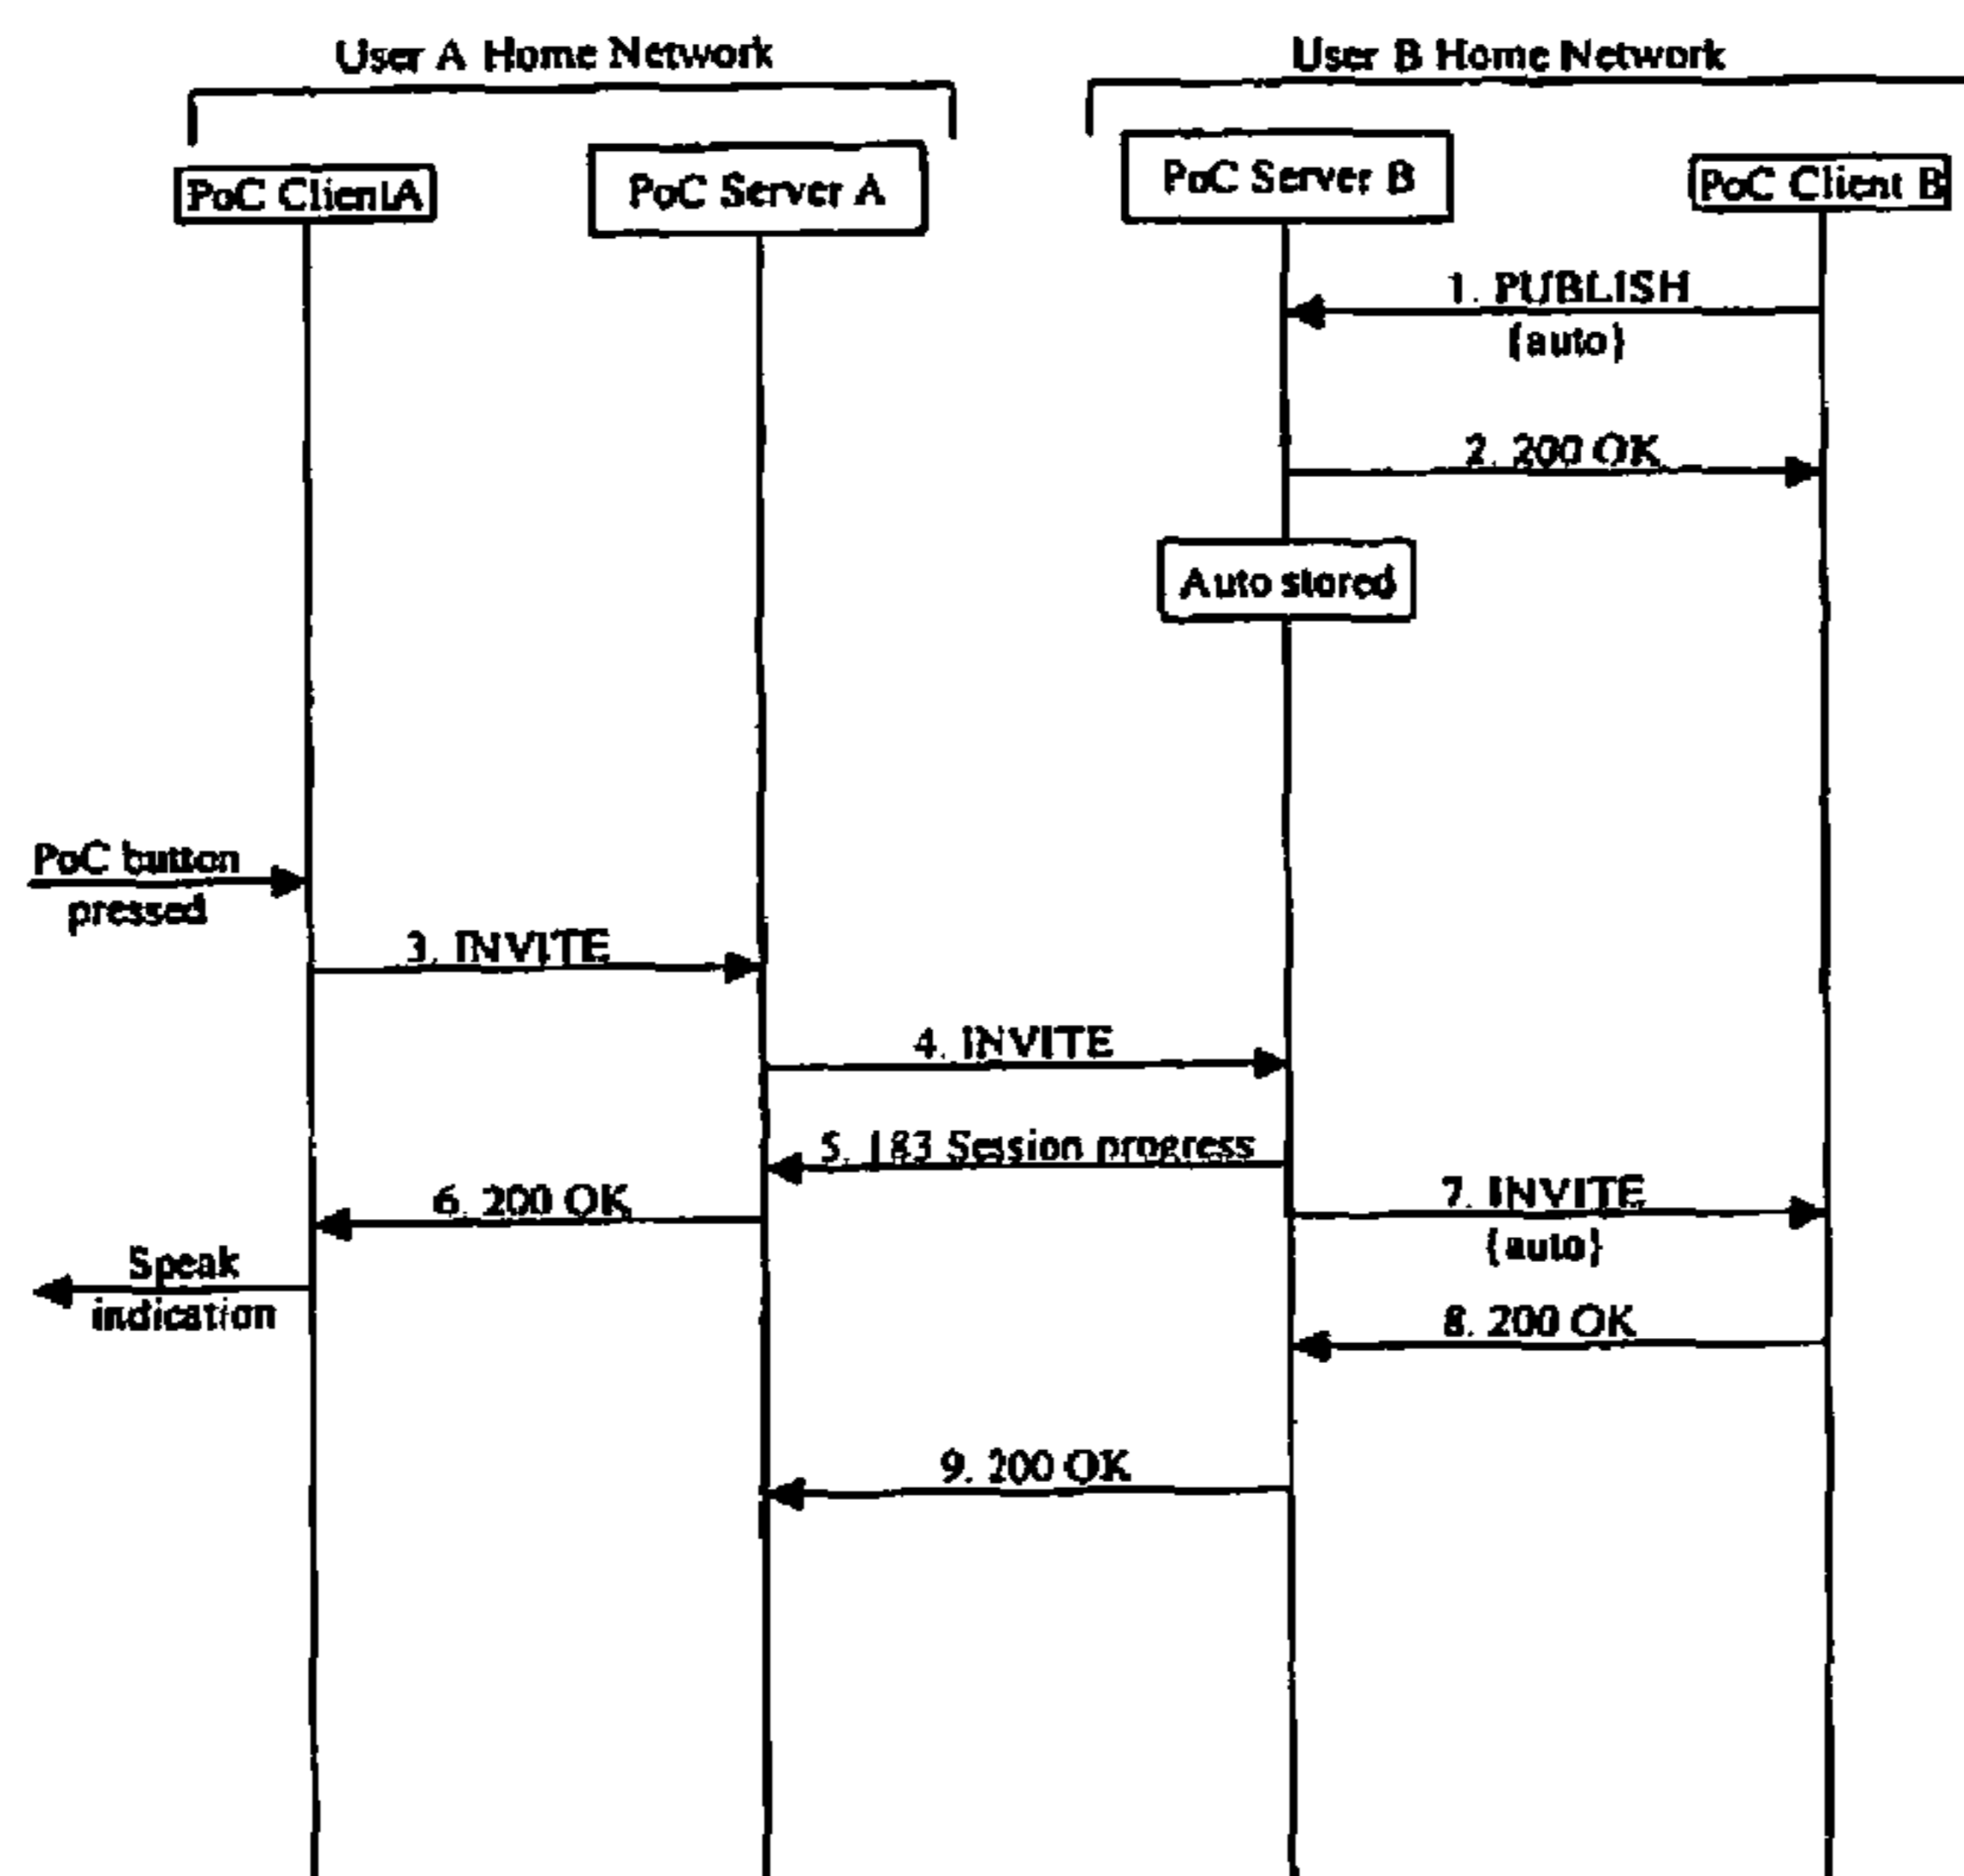 User A Home Network
User B Home Network
PoC Client A
PoC Server A
PoC Server B
PoC Client B
1. PUBLISH
(auto)
2. 200 OK
Auto stored
PoC button
pressed
3. INVITE
4. INVITE
5. 183 Session progress
6. 200 OK
7. INVITE
(auto)
Speak
indication
8. 200 OK
9. 200 OK